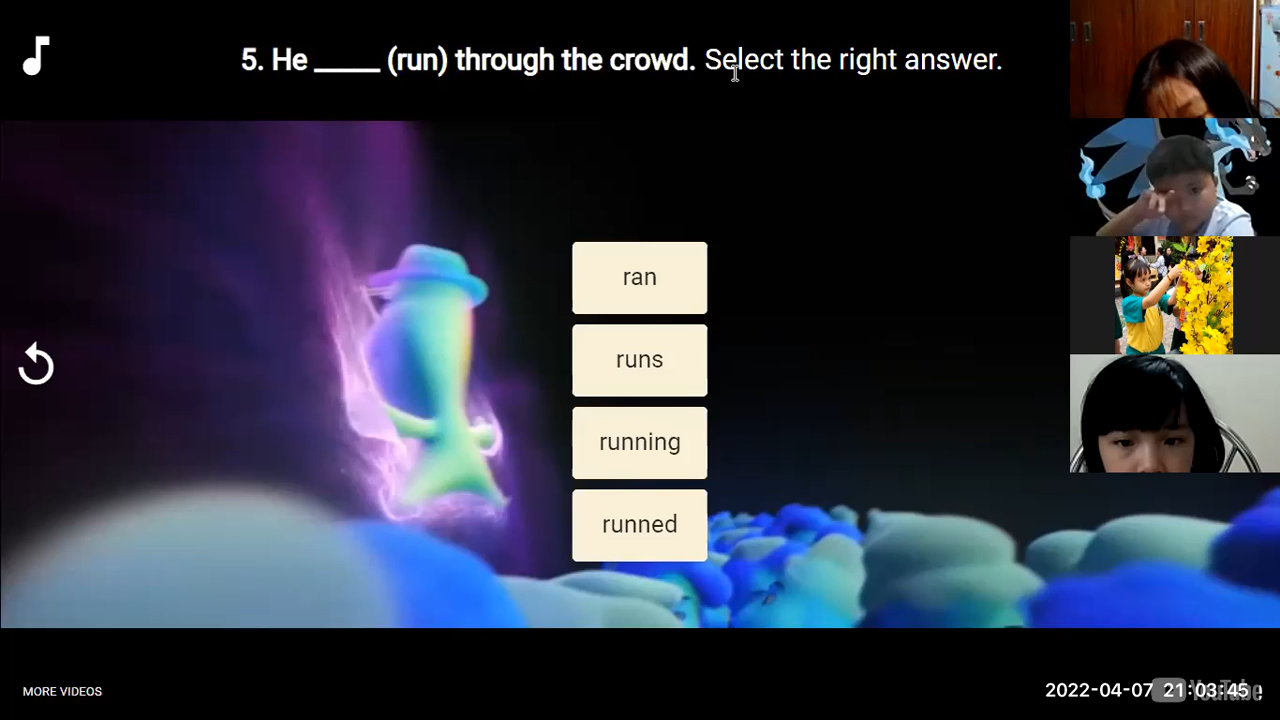 5. He _____ (run) through the crowd. Select the right answer.
ran
runs
running
runned
MORE VIDEOS
2022-04-07 21:03:45
YouTube